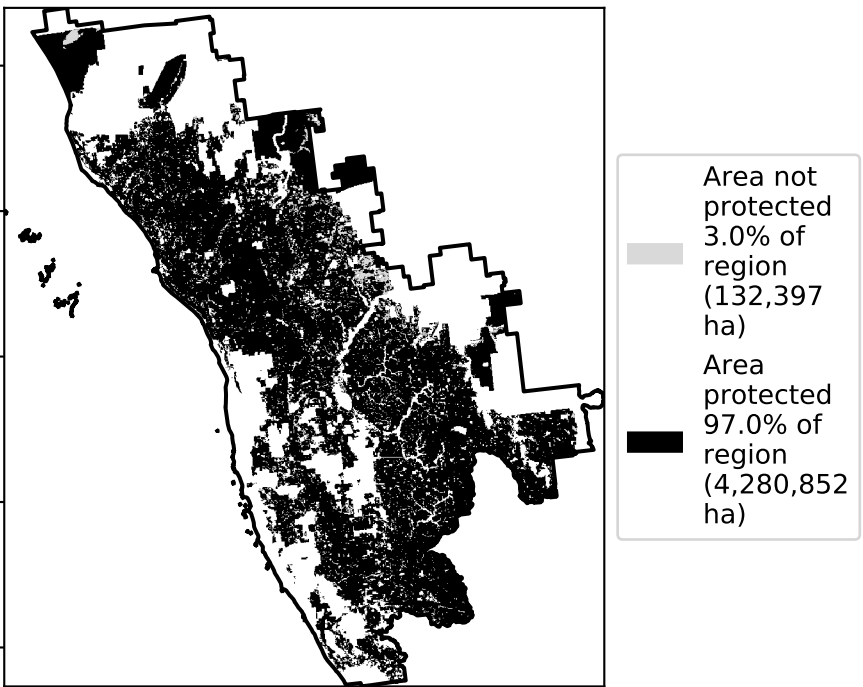 Area not
protected
3.0% of
region
(132,397
ha)
Area
protected
97.0% of
region
(4,280,852
ha)